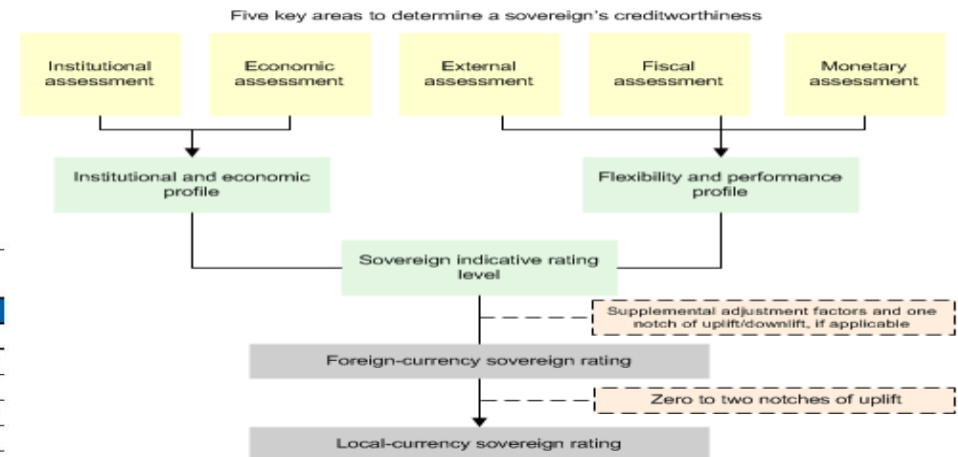 Five key areas to determine a sovereign's creditworthiness
Institutional
assessment
Economic
assessment
External
assessment
Fiscal
assessment
Monetary
assessment
Institutional and economic
profile
Flexibility and performance
profile
Sovereign indicative rating
level
Supplemental adjustment factors and one
notch of uplift/downlift, if applicable
Foreign-currency sovereign rating
Zero to two notches of uplift
Local-currency sovereign rating